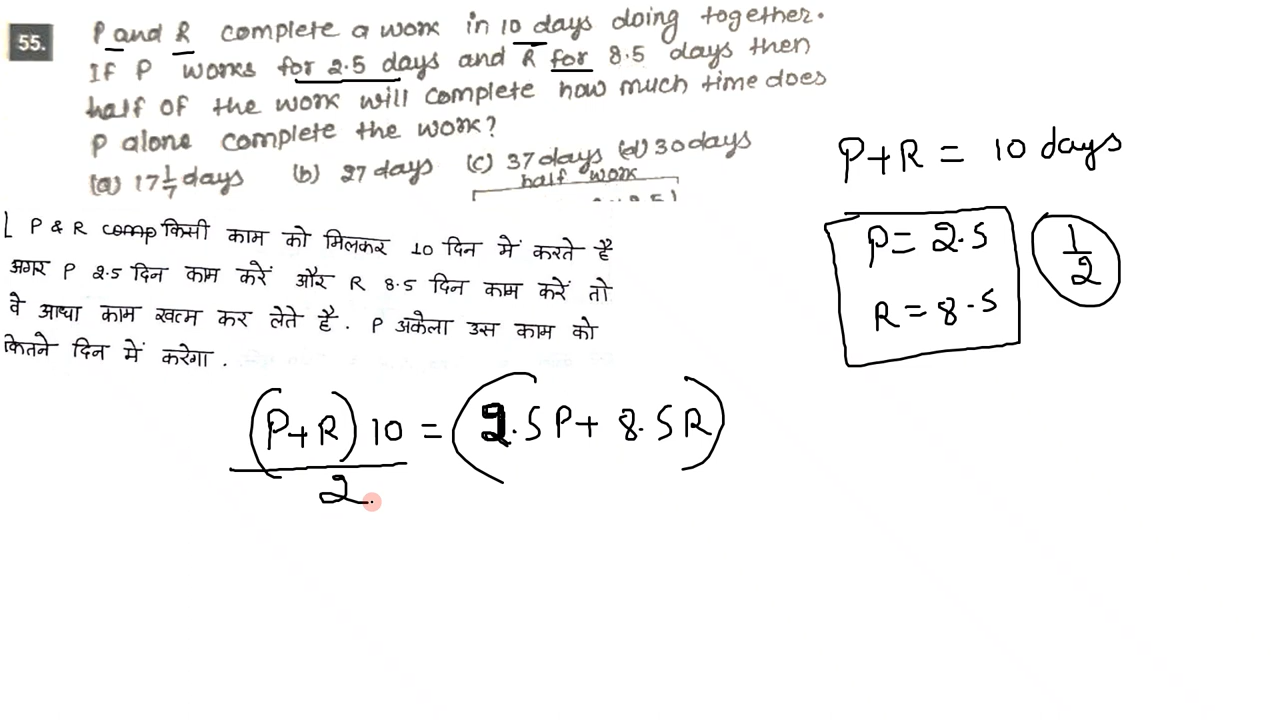 55.
P and R complete a work in 10 days doing together.
If P works for 2.5 days and R for 8.5 days then
half of the work will complete how much time does
P alone complete the work?
(a) 17 1/7 days (b) 27 days (c) 37 days (d) 30 days
half work
P & R comp किसी काम को मिलकर 10 दिन में करते है
अगर P 2.5 दिन काम करें और R 8.5 दिन काम करें तो
वे आधा काम खत्म कर लेते है. P अकेला उस काम को
कितने दिन में करेगा.
P+R = 10 days
P = 2.5
R = 8.5
1/2
(P+R) 10 = (2.5P + 8.5R)
2